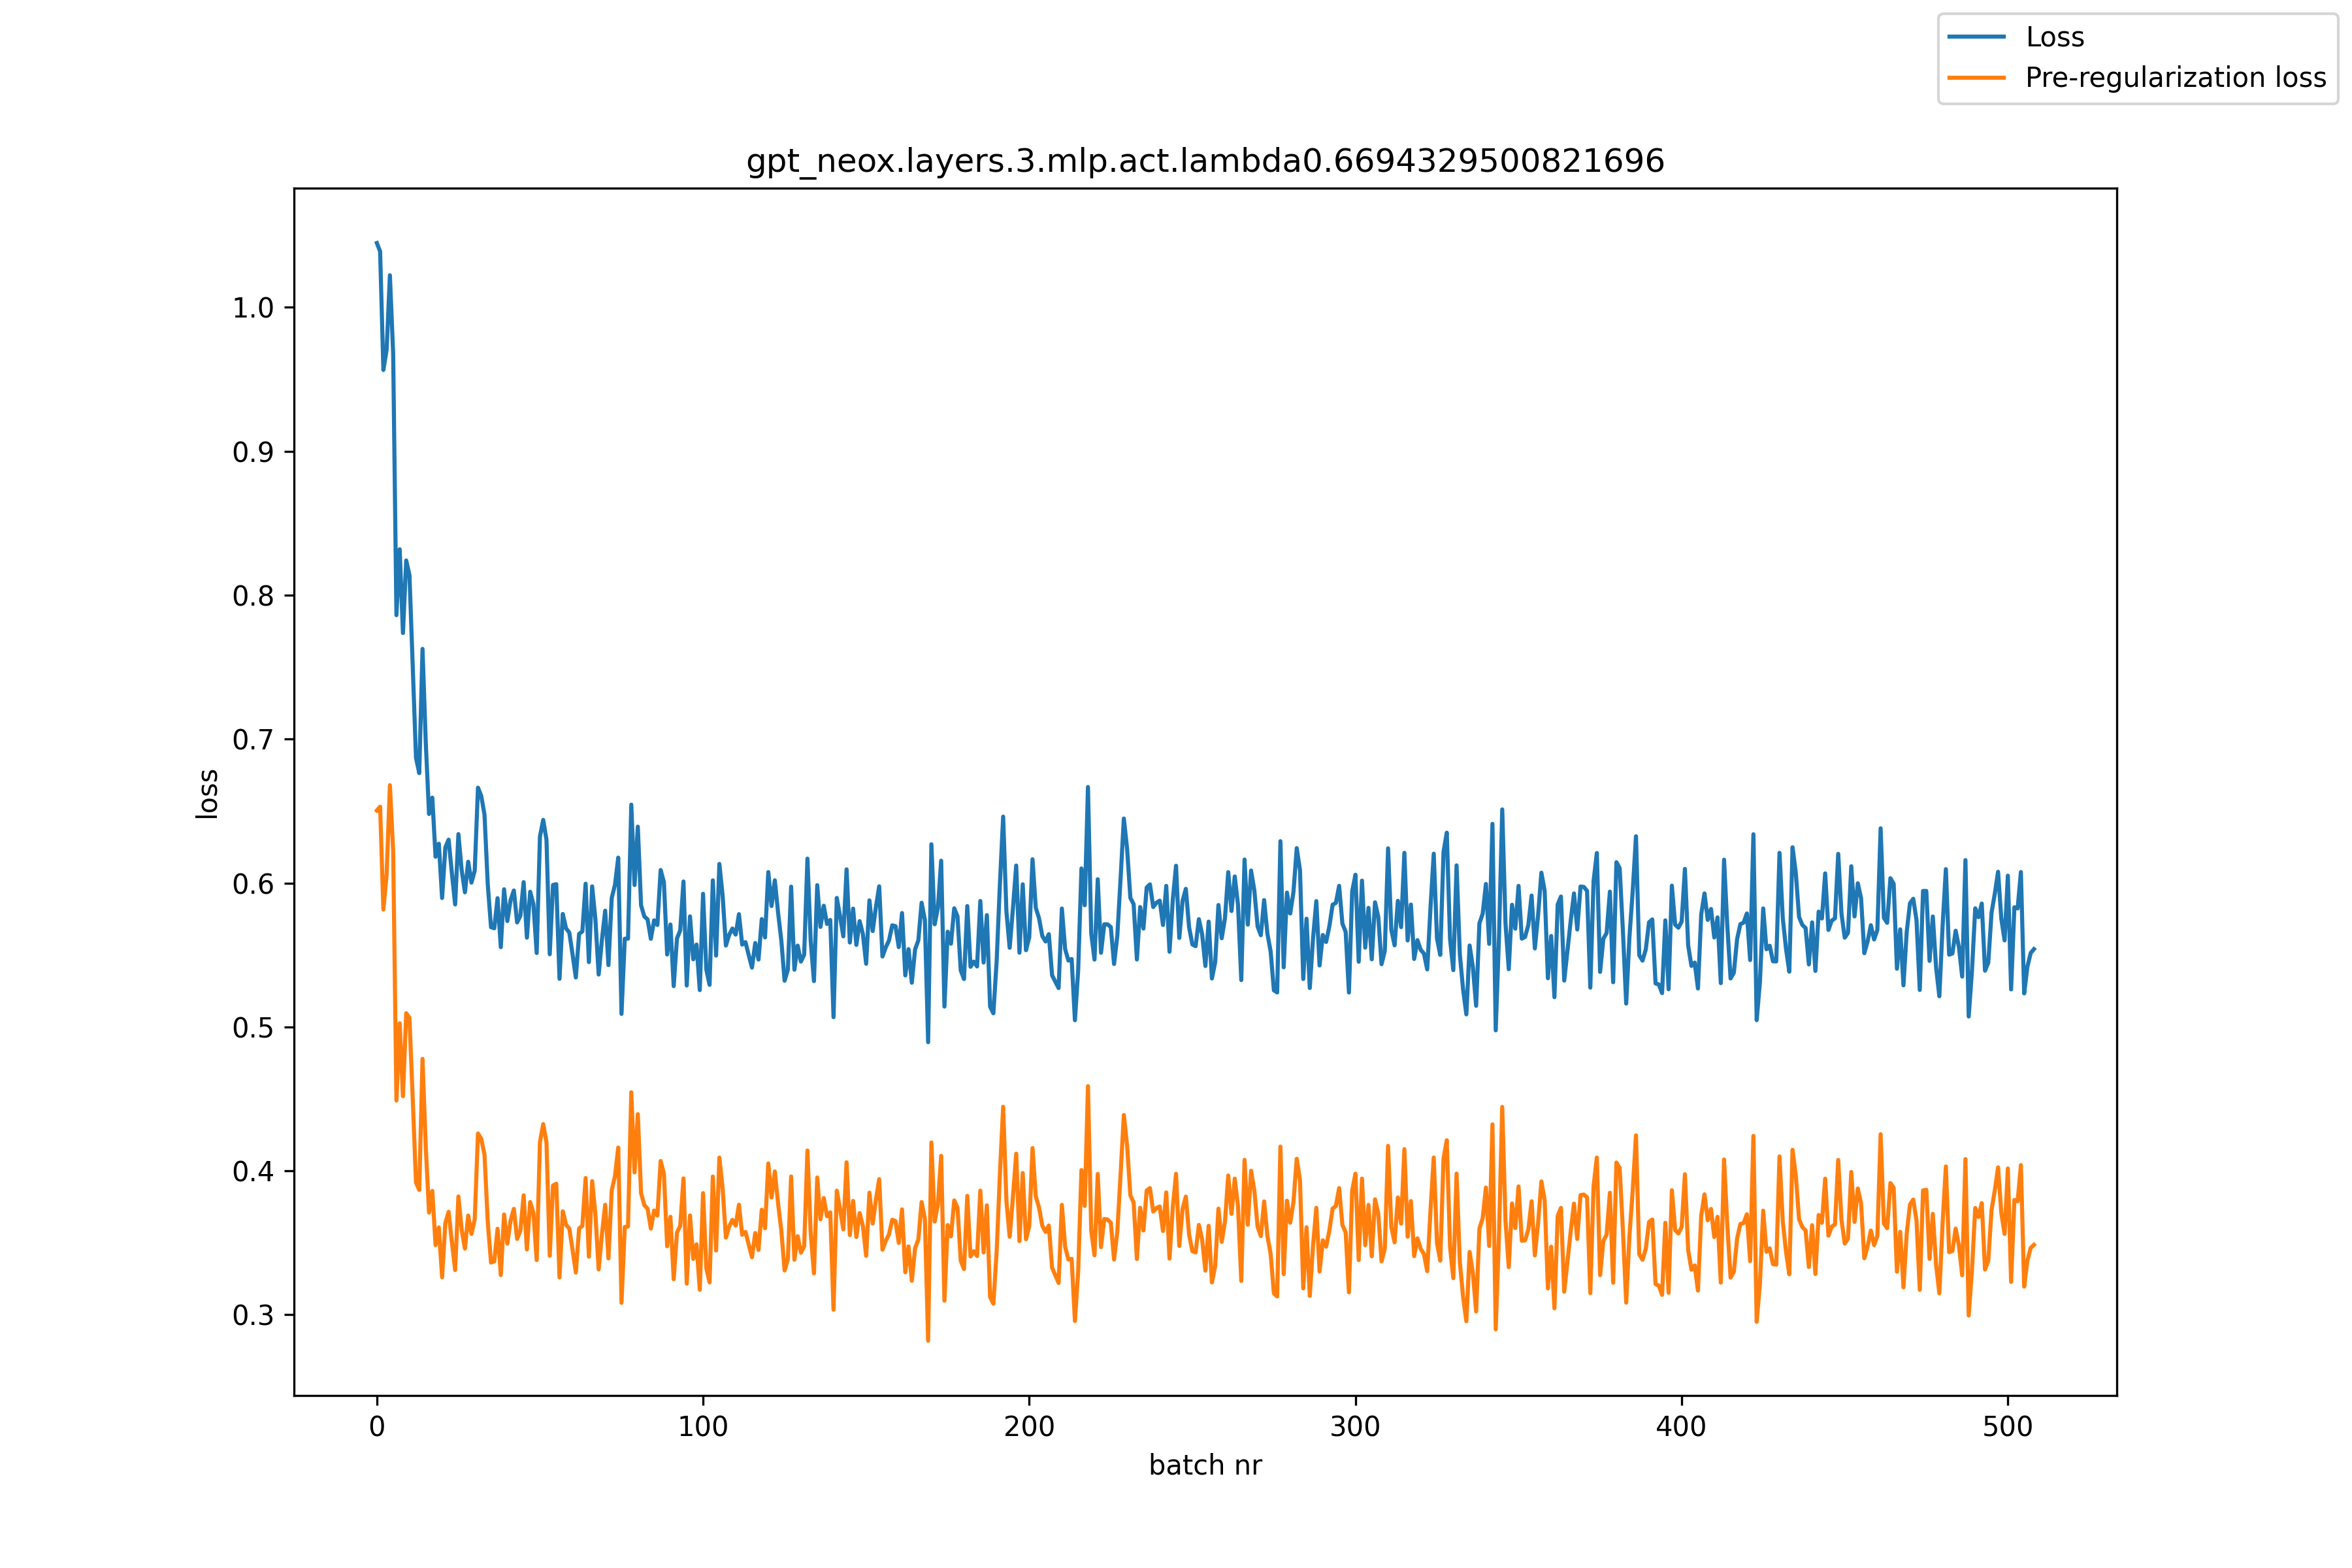 Loss
Pre-regularization loss
gpt_neox.layers.3.mlp.act.lambda0.6694329500821696
1.0
0.9
0.8
0.7
0.6
0.5
0.4
0.3
loss
0 100 200 300 400 500
batch nr